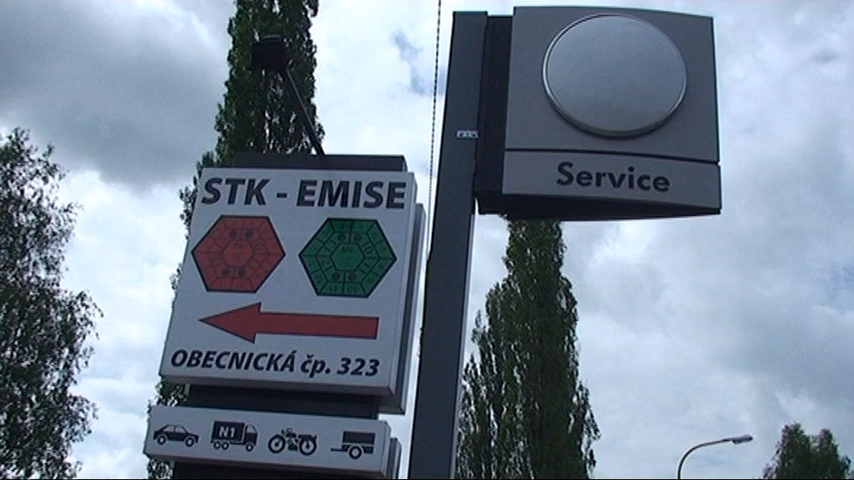 STK - EMISE
OBECNICKÁ čp. 323
N1
Service